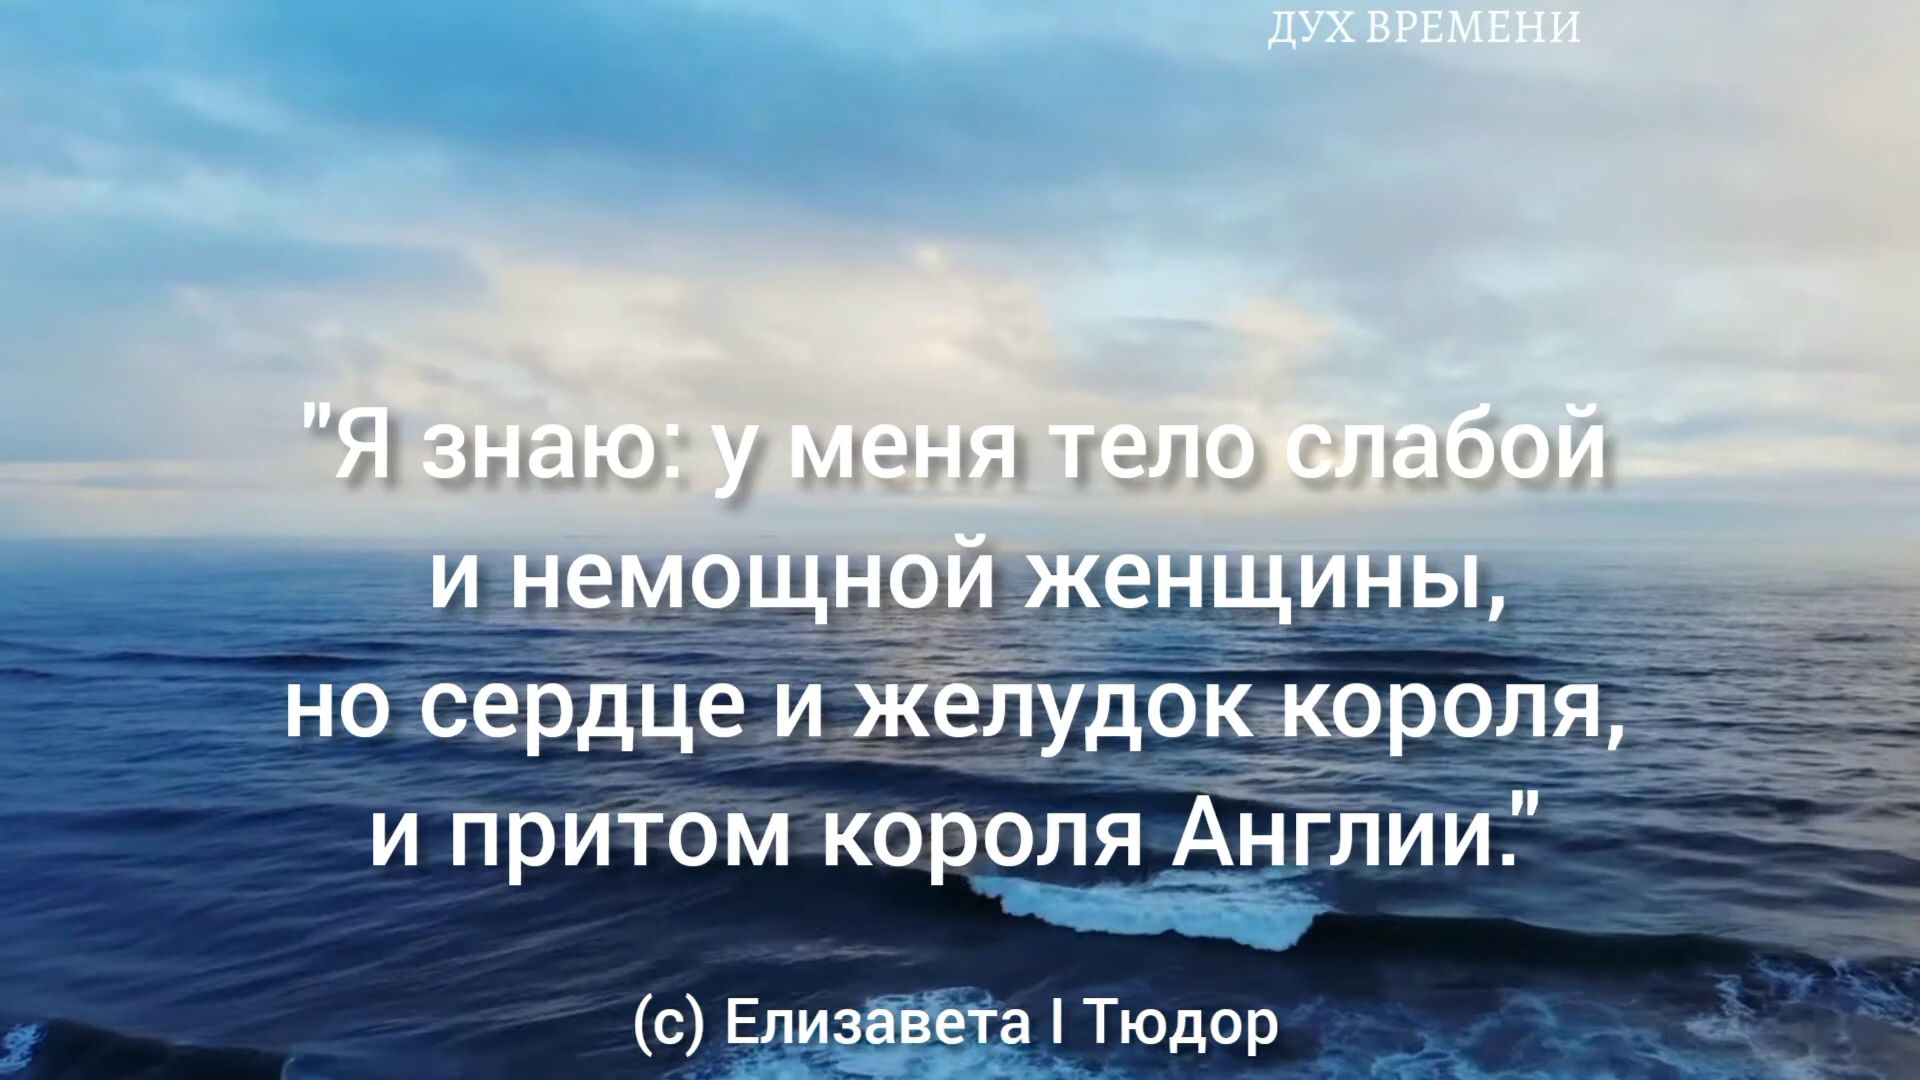 ДУХ ВРЕМЕНИ
"Я знаю: у меня тело слабой
и немощной женщины,
но сердце и желудок короля,
и притом короля Англии."
(с) Елизавета I Тюдор